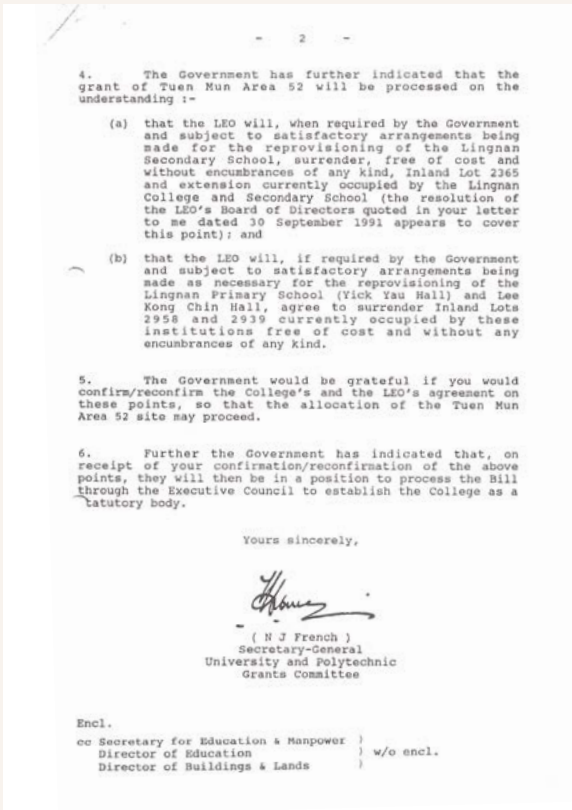 - 2 -
4. The Government has further indicated that the
grant of Tuen Mun Area 52 will be processed on the
understanding :-
(a) that the LEO will, when required by the Government
and subject to satisfactory arrangements being
made for the reprovisioning of the Lingnan
Secondary School, surrender, free of cost and
without encumbrances of any kind, Inland Lot 2365
and extension currently occupied by the Lingnan
College and Secondary School (the resolution of
the LEO's Board of Directors quoted in your letter
to me dated 30 September 1991 appears to cover
this point); and
(b) that the LEO will, if required by the Government
and subject to satisfactory arrangements being
made as necessary for the reprovisioning of the
Lingnan Primary School (Yick Yau Hall) and Lee
Kong Chin Hall, agree to surrender Inland Lots
2958 and 2939 currently occupied by these
institutions free of cost and without any
encumbrances of any kind.
5. The Government would be grateful if you would
confirm/reconfirm the College's and the LEO's agreement on
these points, so that the allocation of the Tuen Mun
Area 52 site may proceed.
6. Further the Government has indicated that, on
receipt of your confirmation/reconfirmation of the above
points, they will then be in a position to process the Bill
through the Executive Council to establish the College as a
tatutory body.
Yours sincerely,
( N J French )
Secretary-General
University and Polytechnic
Grants Committee
Encl.
cc Secretary for Education & Manpower )
Director of Education ) w/o encl.
Director of Buildings & Lands )